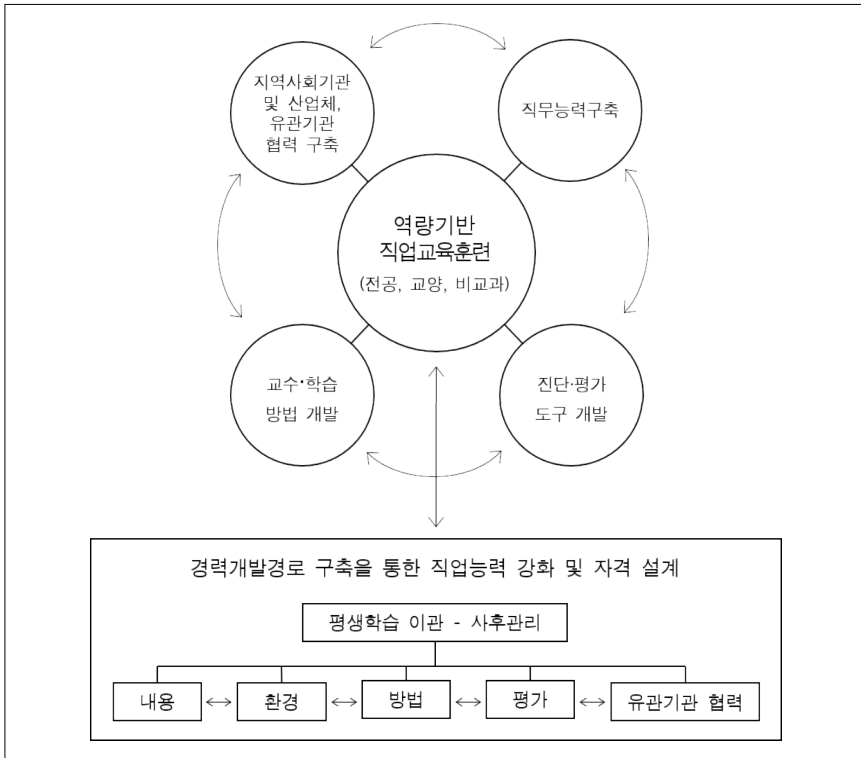 지역사회기관
및 산업체,
유관기관
협력 구축
직무능력구축
역량기반
직업교육훈련
(전공, 교양, 비교과)
교수·학습
방법 개발
진단·평가
도구 개발
경력개발경로 구축을 통한 직업능력 강화 및 자격 설계
평생학습 이관 - 사후관리
내용
환경
방법
평가
유관기관 협력